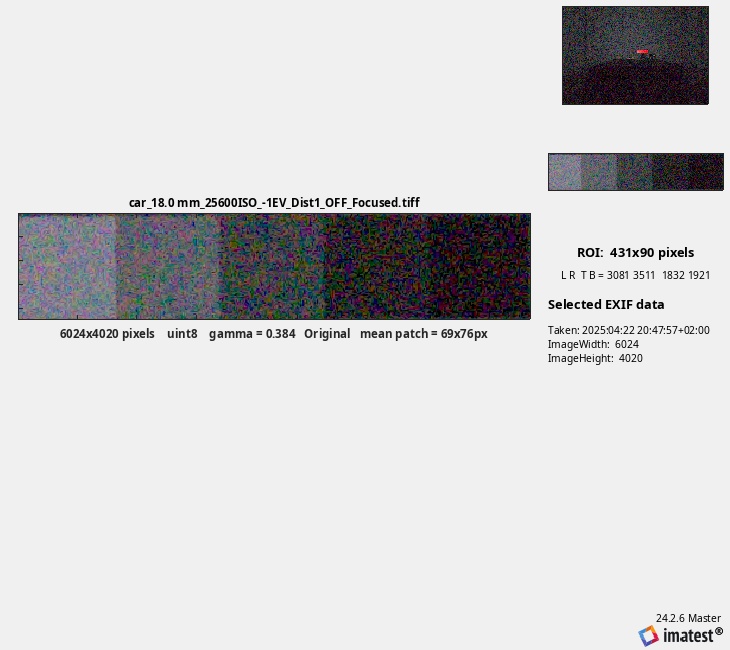 car_18.0 mm_25600ISO_-1EV_Dist1_OFF_Focused.tiff
6024x4020 pixels    uint8    gamma = 0.384   Original   mean patch = 69x76px
ROI:  431x90 pixels
L R  T B = 3081 3511  1832 1921
Selected EXIF data
Taken: 2025:04:22 20:47:57+02:00
ImageWidth:  6024
ImageHeight:  4020
24.2.6 Master
imatest®